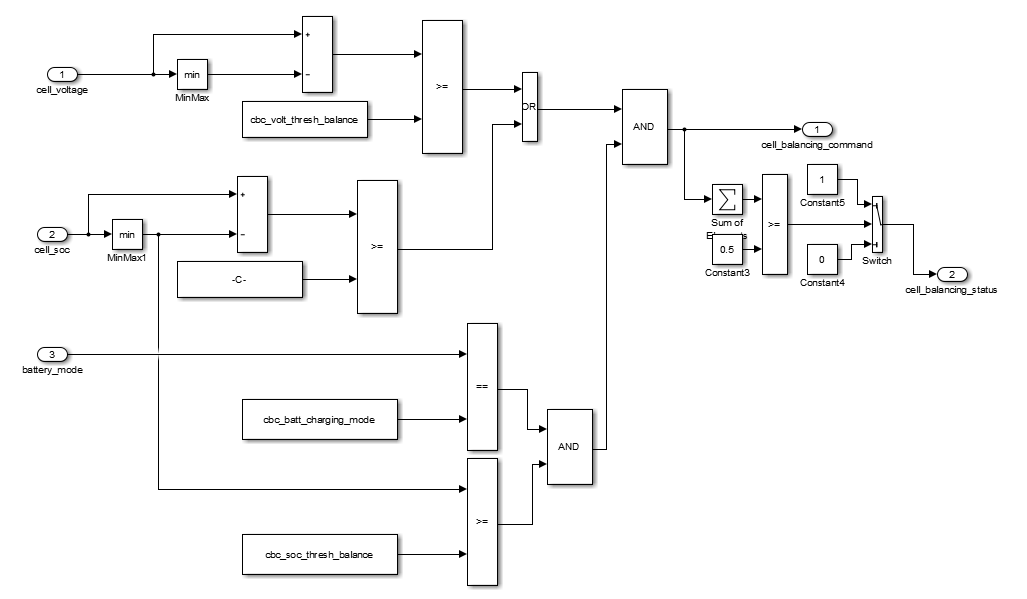 1
cell_voltage
min
MinMax
+
-
cbc_volt_thresh_balance
>=
OR
AND
1
cell_balancing_command
2
cell_soc
min
MinMax1
+
-
-C-
>=
Σ
Sum of
0.5
Constant3
>=
1
Constant5
0
Constant4
Switch
2
cell_balancing_status
3
battery_mode
cbc_batt_charging_mode
==
AND
cbc_soc_thresh_balance
>=